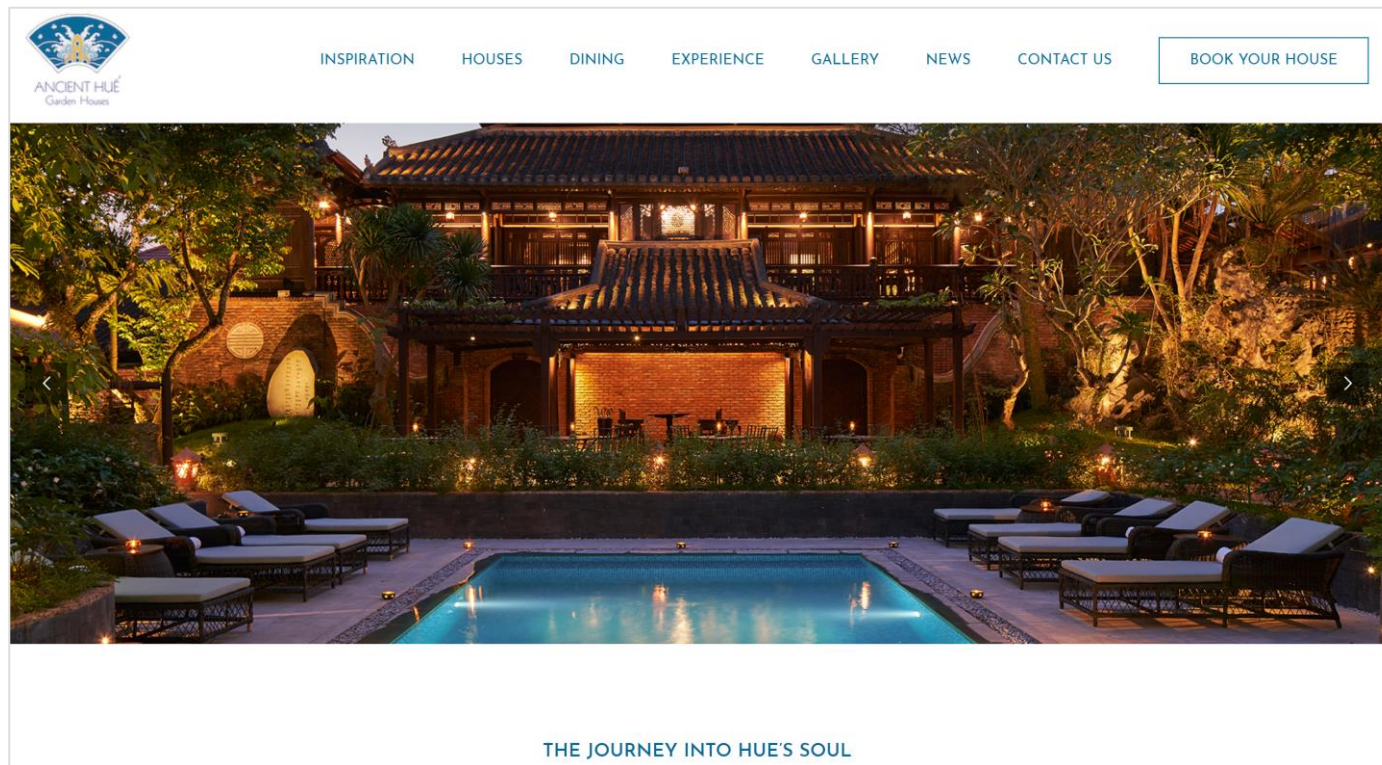 ANCIENT HUÉ
Garden Houses
INSPIRATION
HOUSES
DINING
EXPERIENCE
GALLERY
NEWS
CONTACT US
BOOK YOUR HOUSE
THE JOURNEY INTO HUE'S SOUL